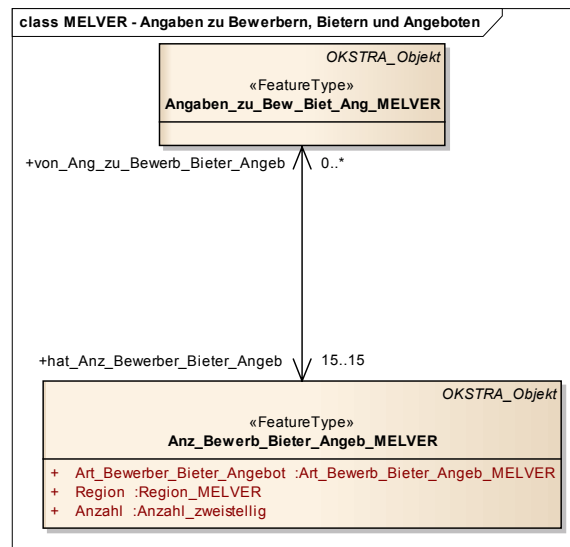 class MELVER - Angaben zu Bewerbern, Bietern und Angeboten
OKSTRA_Objekt
«FeatureType»
Angaben_zu_Bew_Biet_Ang_MELVER
+von_Ang_zu_Bewerb_Bieter_Angeb 0..*
+hat_Anz_Bewerber_Bieter_Angeb 15..15
OKSTRA_Objekt
«FeatureType»
Anz_Bewerb_Bieter_Angeb_MELVER
+ Art_Bewerber_Bieter_Angebot :Art_Bewerb_Bieter_Angeb_MELVER
+ Region :Region_MELVER
+ Anzahl :Anzahl_zweistellig